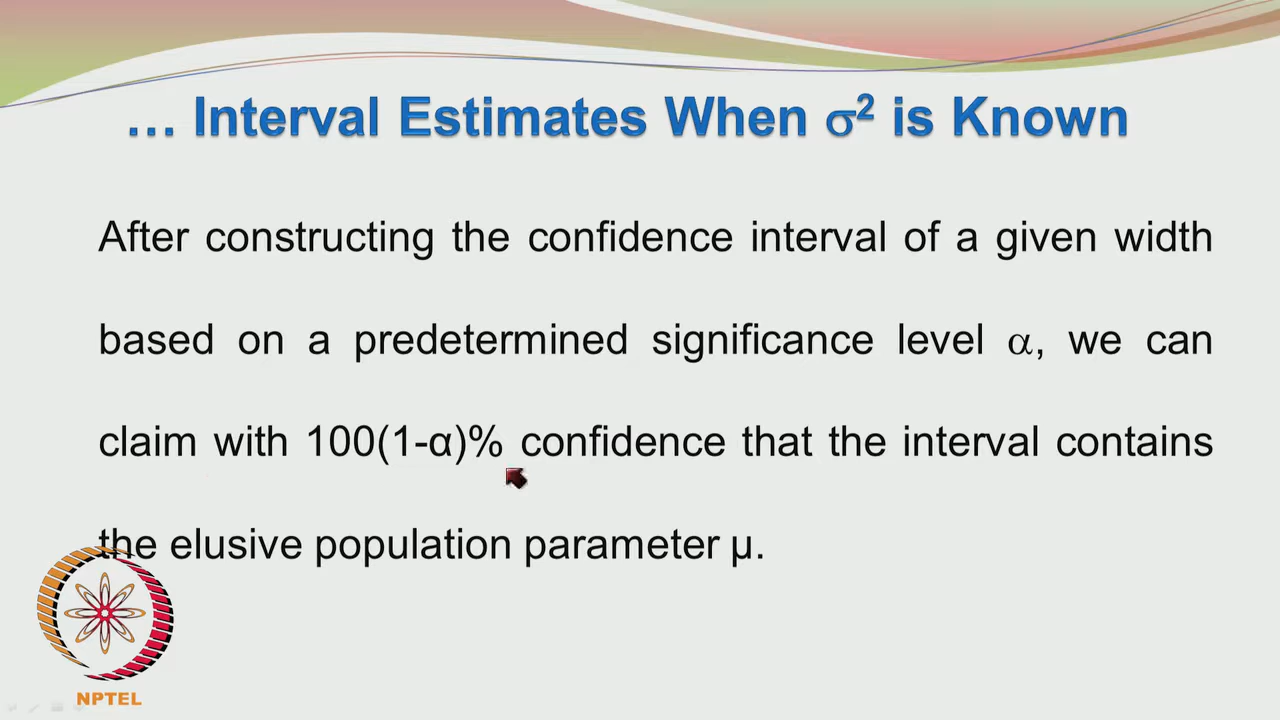 ... Interval Estimates When σ² is Known
After constructing the confidence interval of a given width
based on a predetermined significance level α, we can
claim with 100(1-α)% confidence that the interval contains
the elusive population parameter µ.
NPTEL